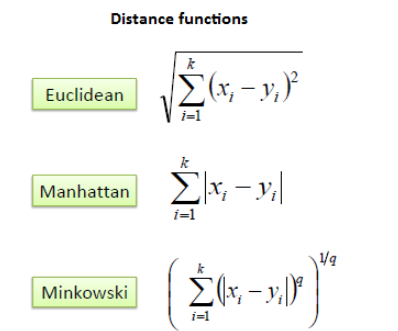 Distance functions
Euclidean √(∑_{i=1}^{k} (x_i − y_i)²)
Manhattan ∑_{i=1}^{k} |x_i − y_i|
Minkowski (∑_{i=1}^{k} (|x_i − y_i|)^q)^{1/q}